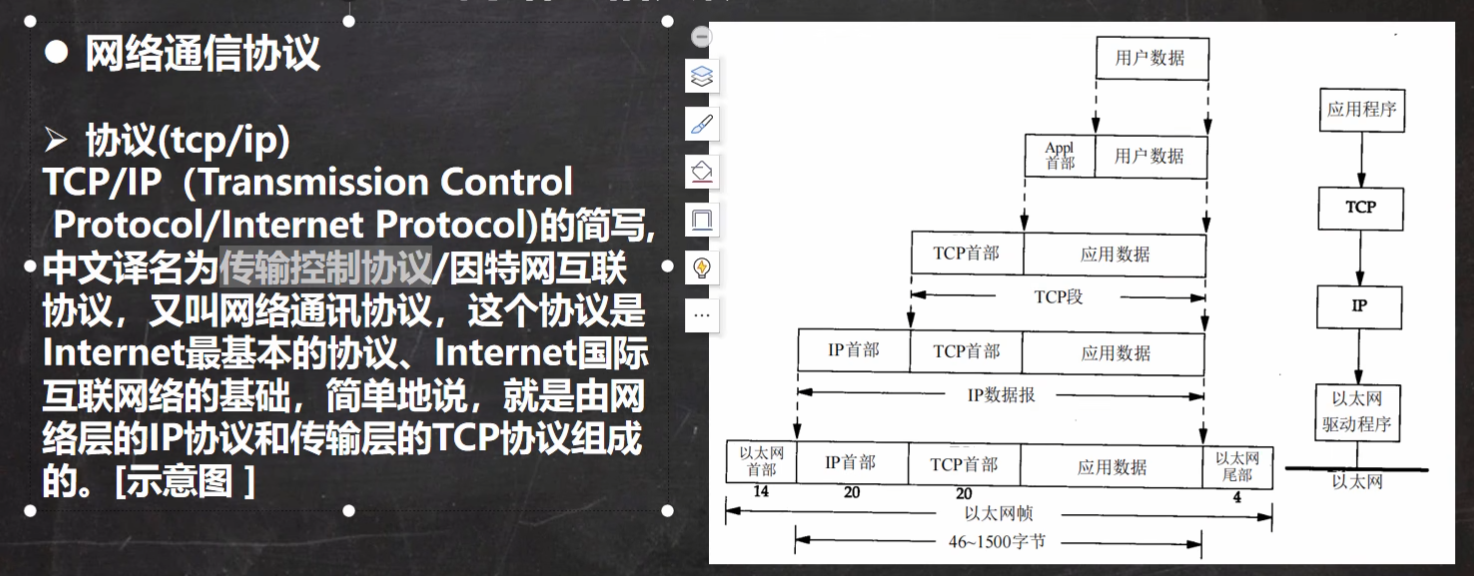 ● 网络通信协议
➢ 协议(tcp/ip)
TCP/IP（Transmission Control
Protocol/Internet Protocol)的简写,
中文译名为传输控制协议/因特网互联
协议，又叫网络通讯协议，这个协议是
Internet最基本的协议、Internet国际
互联网络的基础，简单地说，就是由网
络层的IP协议和传输层的TCP协议组成
的。[示意图 ]
用户数据
Appl
首部
用户数据
TCP首部
应用数据
TCP段
IP首部
TCP首部
应用数据
IP数据报
以太网
首部
IP首部
TCP首部
应用数据
以太网
尾部
14
20
20
4
以太网帧
46~1500字节
应用程序
TCP
IP
以太网
驱动程序
以太网